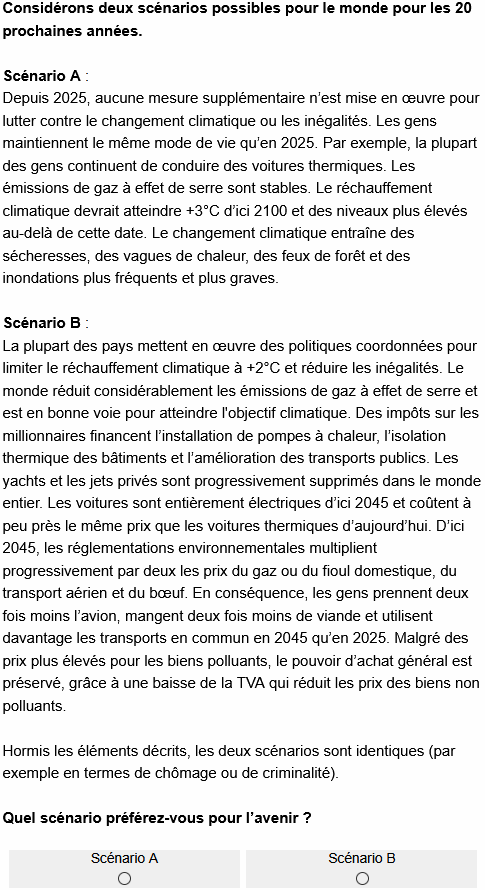 Considérons deux scénarios possibles pour le monde pour les 20
prochaines années.
Scénario A :
Depuis 2025, aucune mesure supplémentaire n’est mise en œuvre pour
lutter contre le changement climatique ou les inégalités. Les gens
maintiennent le même mode de vie qu’en 2025. Par exemple, la plupart
des gens continuent de conduire des voitures thermiques. Les
émissions de gaz à effet de serre sont stables. Le réchauffement
climatique devrait atteindre +3°C d’ici 2100 et des niveaux plus élevés
au-delà de cette date. Le changement climatique entraîne des
sécheresses, des vagues de chaleur, des feux de forêt et des
inondations plus fréquents et plus graves.
Scénario B :
La plupart des pays mettent en œuvre des politiques coordonnées pour
limiter le réchauffement climatique à +2°C et réduire les inégalités. Le
monde réduit considérablement les émissions de gaz à effet de serre et
est en bonne voie pour atteindre l'objectif climatique. Des impôts sur les
millionnaires financent l’installation de pompes à chaleur, l’isolation
thermique des bâtiments et l’amélioration des transports publics. Les
yachts et les jets privés sont progressivement supprimés dans le monde
entier. Les voitures sont entièrement électriques d’ici 2045 et coûtent à
peu près le même prix que les voitures thermiques d’aujourd’hui. D’ici
2045, les réglementations environnementales multiplient
progressivement par deux les prix du gaz ou du fioul domestique, du
transport aérien et du bœuf. En conséquence, les gens prennent deux
fois moins l’avion, mangent deux fois moins de viande et utilisent
davantage les transports en commun en 2045 qu’en 2025. Malgré des
prix plus élevés pour les biens polluants, le pouvoir d’achat général est
préservé, grâce à une baisse de la TVA qui réduit les prix des biens non
polluants.
Hormis les éléments décrits, les deux scénarios sont identiques (par
exemple en termes de chômage ou de criminalité).
Quel scénario préférez-vous pour l’avenir ?
Scénario A
Scénario B